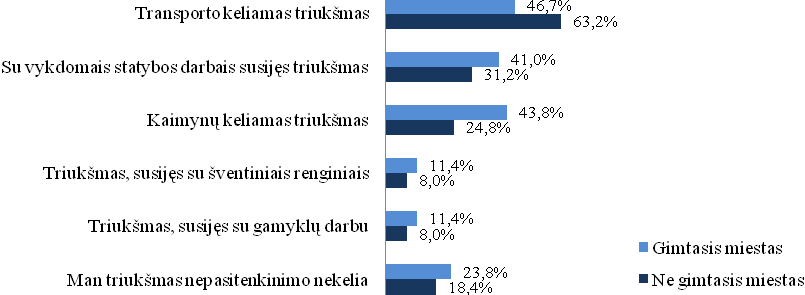 Transporto keliamas triukšmas
46,7%
63,2%
Su vykdomais statybos darbais susijęs triukšmas
41,0%
31,2%
Kaimynų keliamas triukšmas
43,8%
24,8%
Triukšmas, susijęs su šventiniais renginiais
11,4%
8,0%
Triukšmas, susijęs su gamyklų darbu
11,4%
8,0%
Man triukšmas nepasitenkinimo nekelia
23,8%
18,4%
Gimtasis miestas
Ne gimtasis miestas